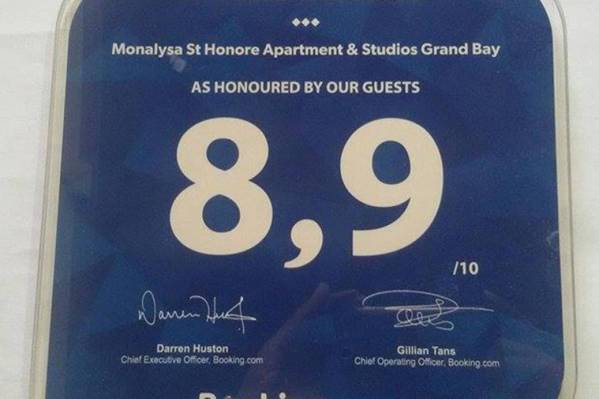 Monalysa St Honore Apartment & Studios Grand Bay
AS HONOURED BY OUR GUESTS
8,9
/10
Darren Huston
Chief Executive Officer, Booking.com
Gillian Tans
Chief Operating Officer, Booking.com